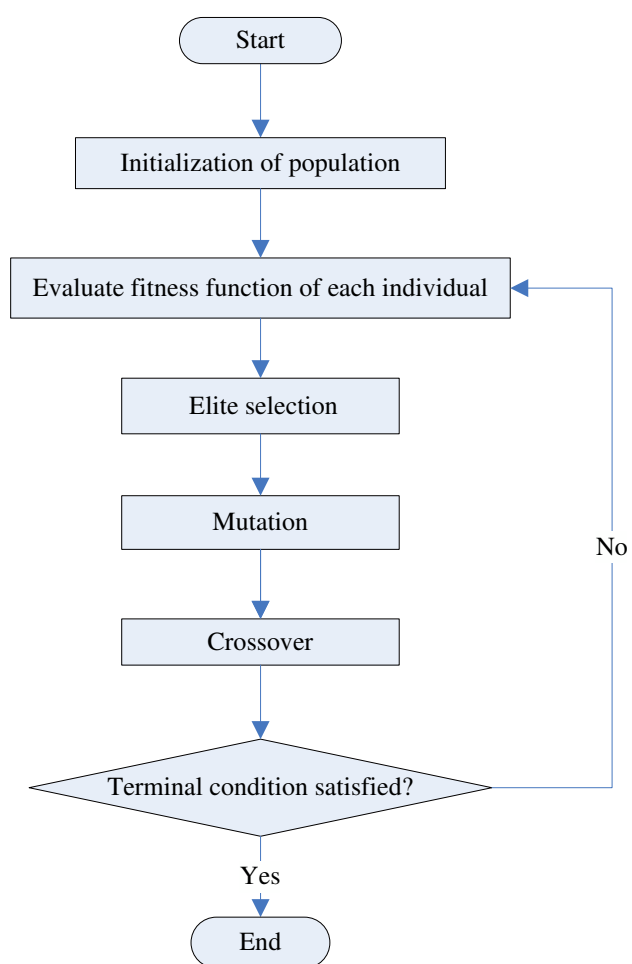 Start
Initialization of population
Evaluate fitness function of each individual
Elite selection
Mutation
No
Crossover
Terminal condition satisfied?
Yes
End